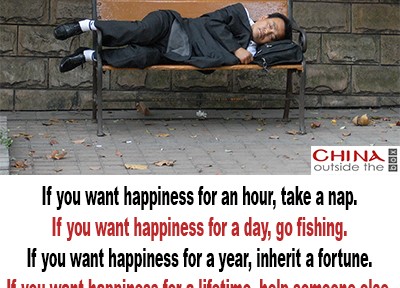 CHINA
outside the BOX
If you want happiness for an hour, take a nap.
If you want happiness for a day, go fishing.
If you want happiness for a year, inherit a fortune.
If you want happiness for a lifetime, help someone else.